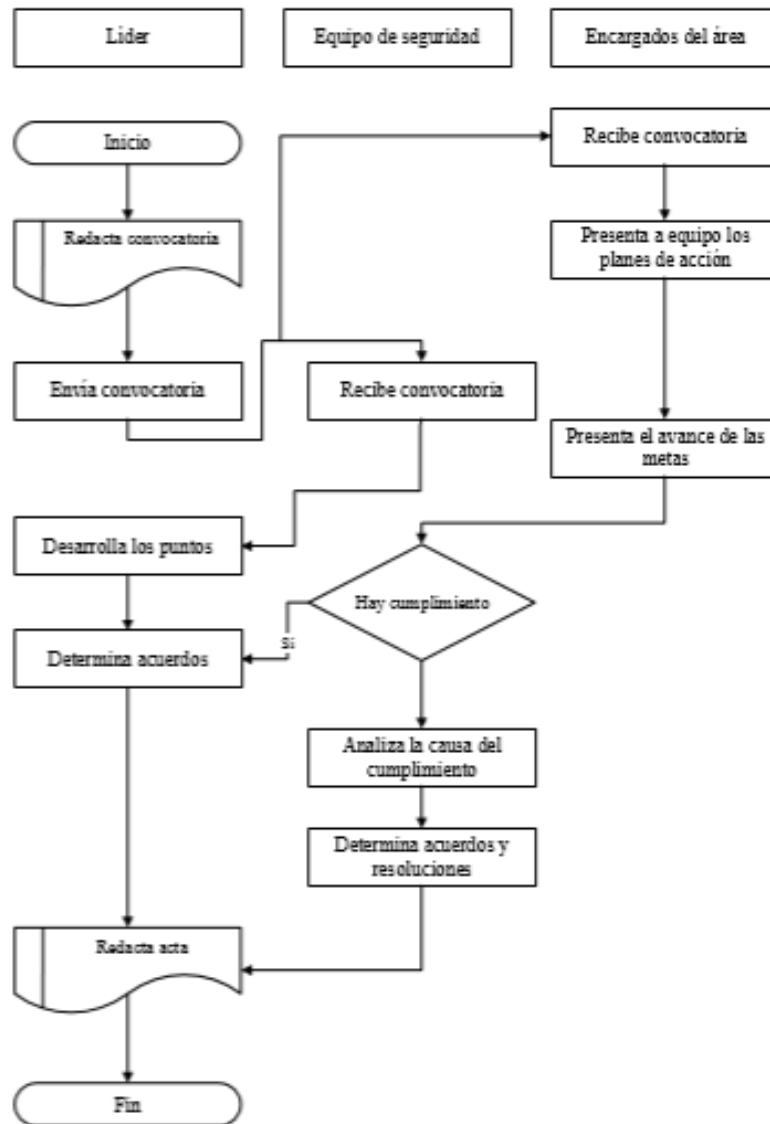 Líder
Equipo de seguridad
Encargados del área
Inicio
Recibe convocatoria
Redacta convocatoria
Presenta a equipo los
planes de acción
Envía convocatoria
Recibe convocatoria
Presenta el avance de las
metas
Desarrolla los puntos
Hay cumplimiento
Si
Determina acuerdos
Analiza la causa del
cumplimiento
Determina acuerdos y
resoluciones
Redacta acta
Fin